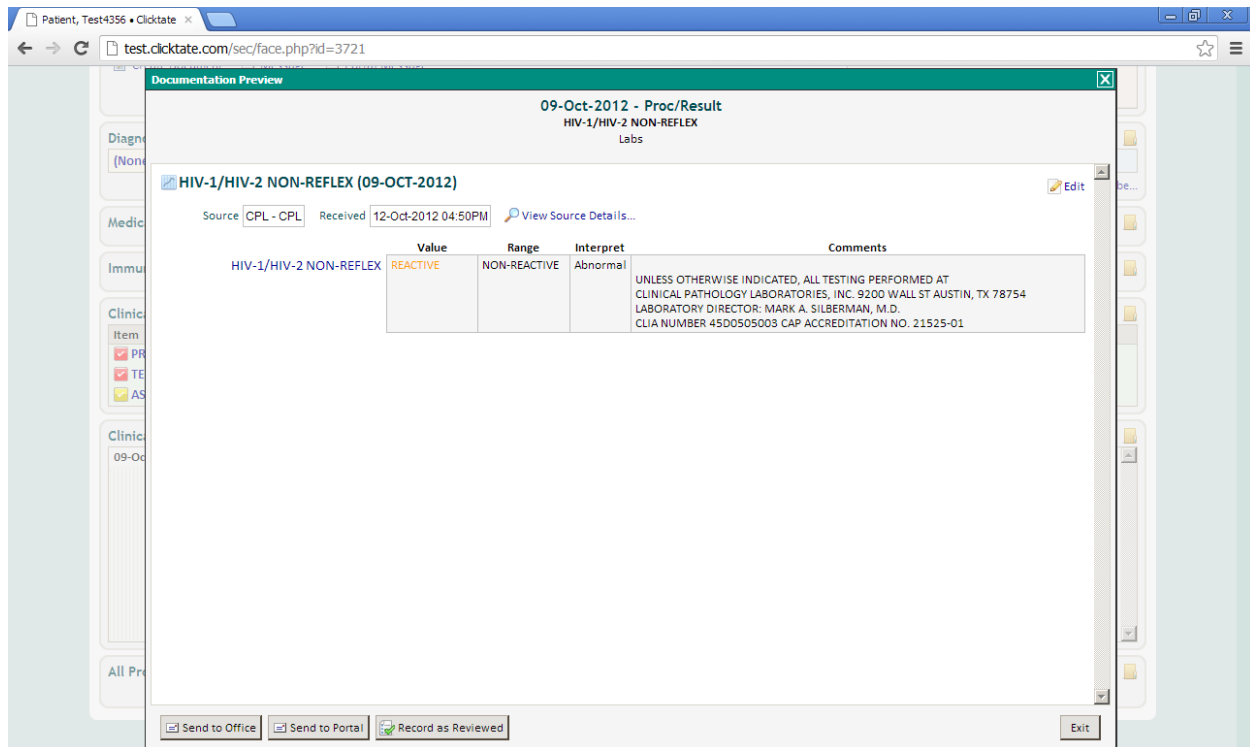 Patient, Test4356 • Clicktate
test.clicktate.com/sec/face.php?id=3721
Documentation Preview
09-Oct-2012 - Proc/Result
HIV-1/HIV-2 NON-REFLEX
Labs
Diagno
(None
HIV-1/HIV-2 NON-REFLEX (09-OCT-2012)
Edit
be...
Source CPL - CPL Received 12-Oct-2012 04:50PM View Source Details...
Medic
Value Range Interpret Comments
HIV-1/HIV-2 NON-REFLEX REACTIVE NON-REACTIVE Abnormal
Immu
UNLESS OTHERWISE INDICATED, ALL TESTING PERFORMED AT
CLINICAL PATHOLOGY LABORATORIES, INC. 9200 WALL ST AUSTIN, TX 78754
LABORATORY DIRECTOR: MARK A. SILBERMAN, M.D.
CLIA NUMBER 45D0505003 CAP ACCREDITATION NO. 21525-01
Clinic
Item
PR
TE
AS
Clinic
09-Oc
All Pro
Send to Office Send to Portal Record as Reviewed Exit